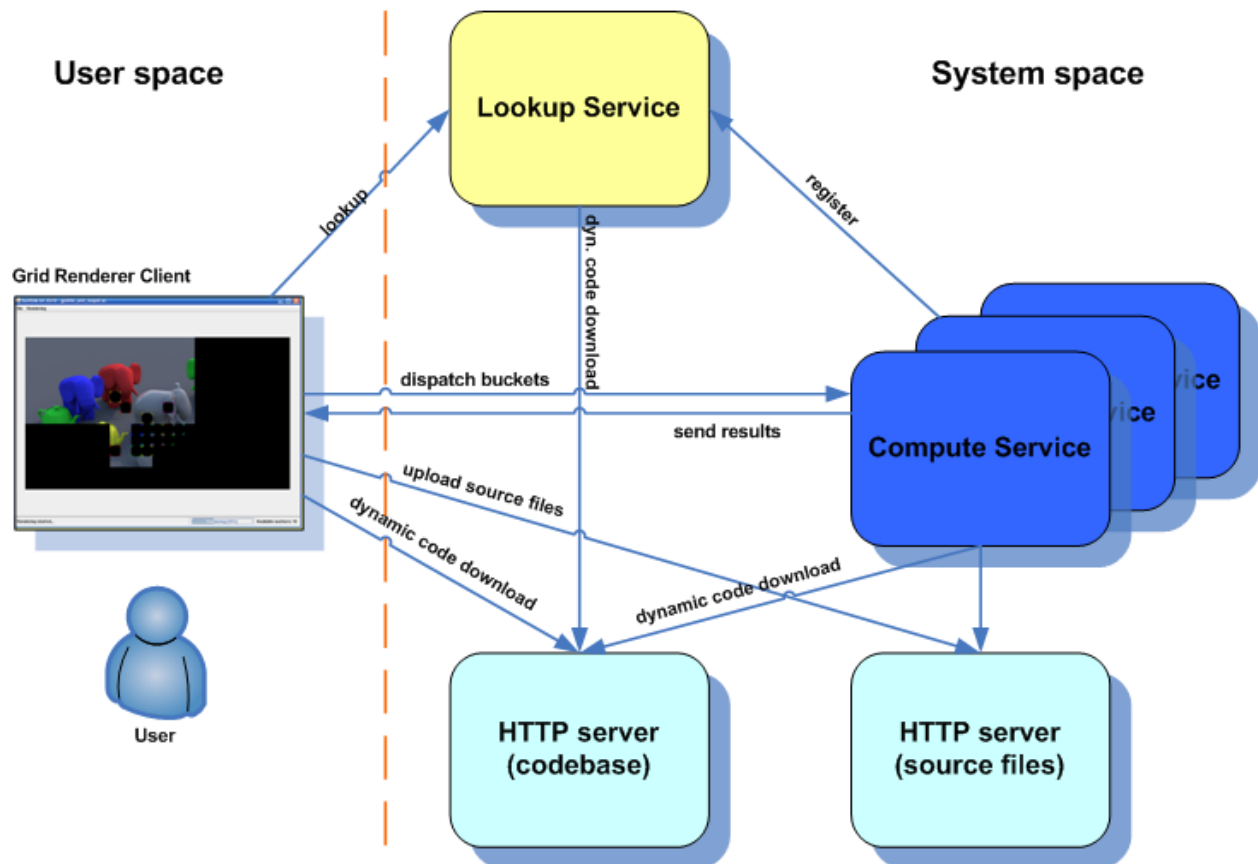 User space
System space
Lookup Service
lookup
register
dyn. code download
Grid Renderer Client
dispatch buckets
send results
Compute Service
upload source files
dynamic code download
dynamic code download
User
HTTP server
(codebase)
HTTP server
(source files)